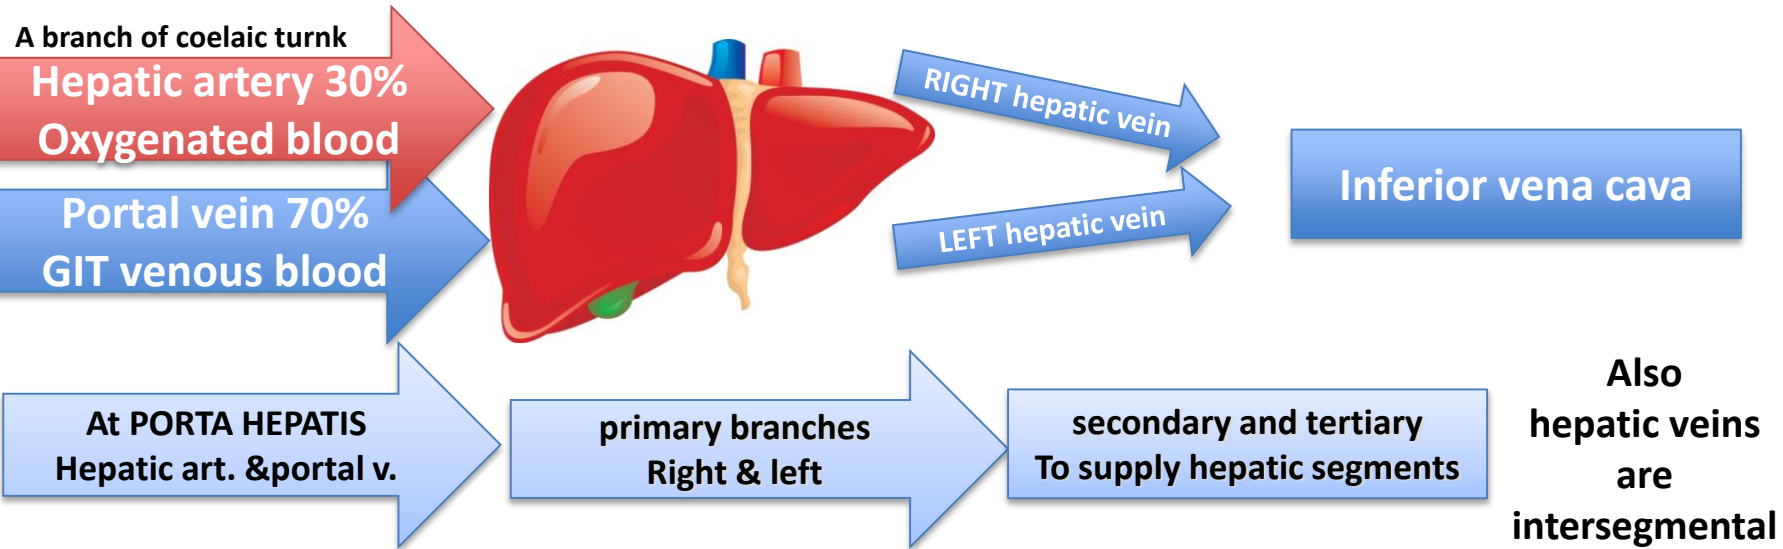 A branch of coelaic turnk
Hepatic artery 30%
Oxygenated blood
Portal vein 70%
GIT venous blood
RIGHT hepatic vein
LEFT hepatic vein
Inferior vena cava
At PORTA HEPATIS
Hepatic art. &portal v.
primary branches
Right & left
secondary and tertiary
To supply hepatic segments
Also
hepatic veins
are
intersegmental